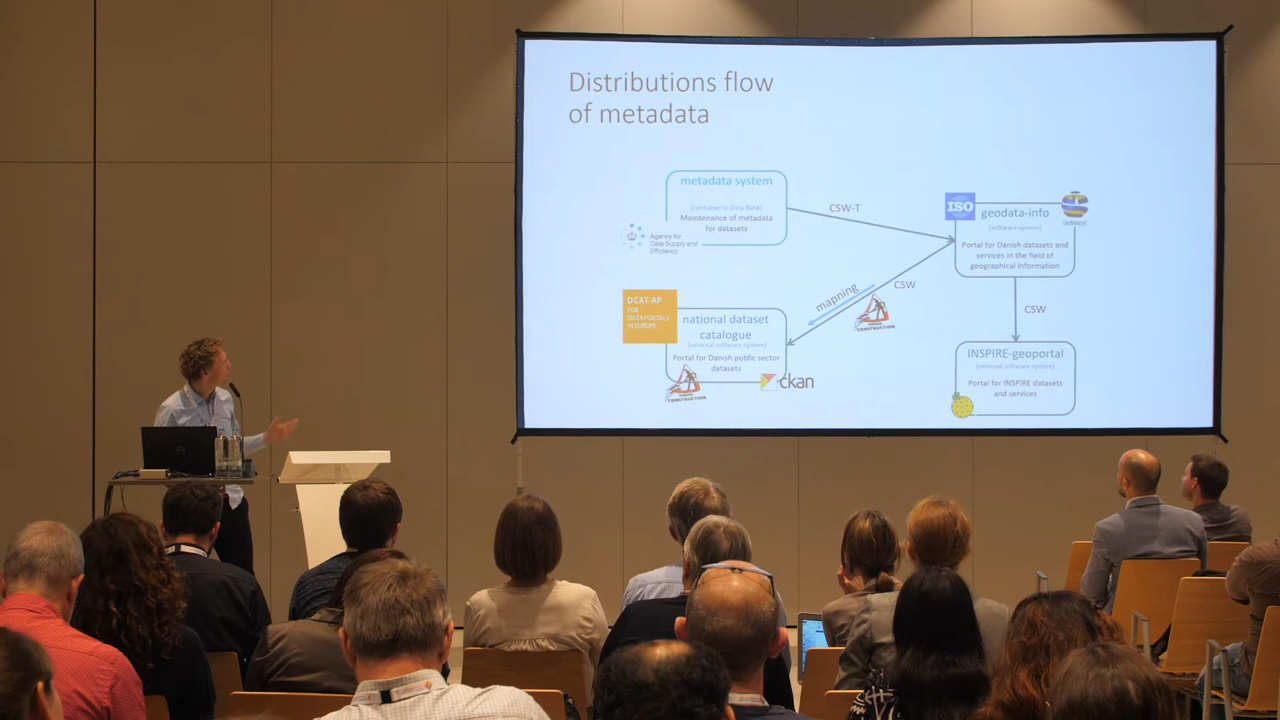 Distributions flow
of metadata
metadata system
[container in Data Bank]
Maintenance of metadata
for datasets
Agency for
Data Supply and
Efficiency
CSW-T
ISO
geodata-info
[software system]
Portal for Danish datasets and
services in the field of
geographical information
mapning
CSW
CONSTRUCTION
CSW
DCAT-AP
FOR
DATA PORTALS
IN EUROPE
national dataset
catalogue
[external software system]
Portal for Danish public sector
datasets
CONSTRUCTION
ckan
INSPIRE-geoportal
[external software system]
Portal for INSPIRE datasets
and services